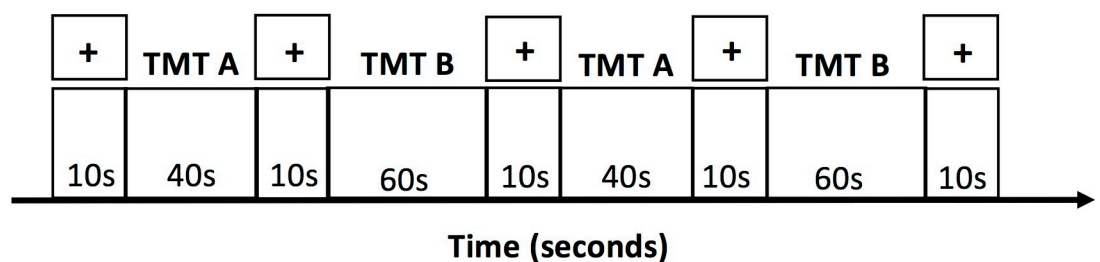 + TMT A + TMT B + TMT A + TMT B +
10s 40s 10s 60s 10s 40s 10s 60s 10s
Time (seconds)